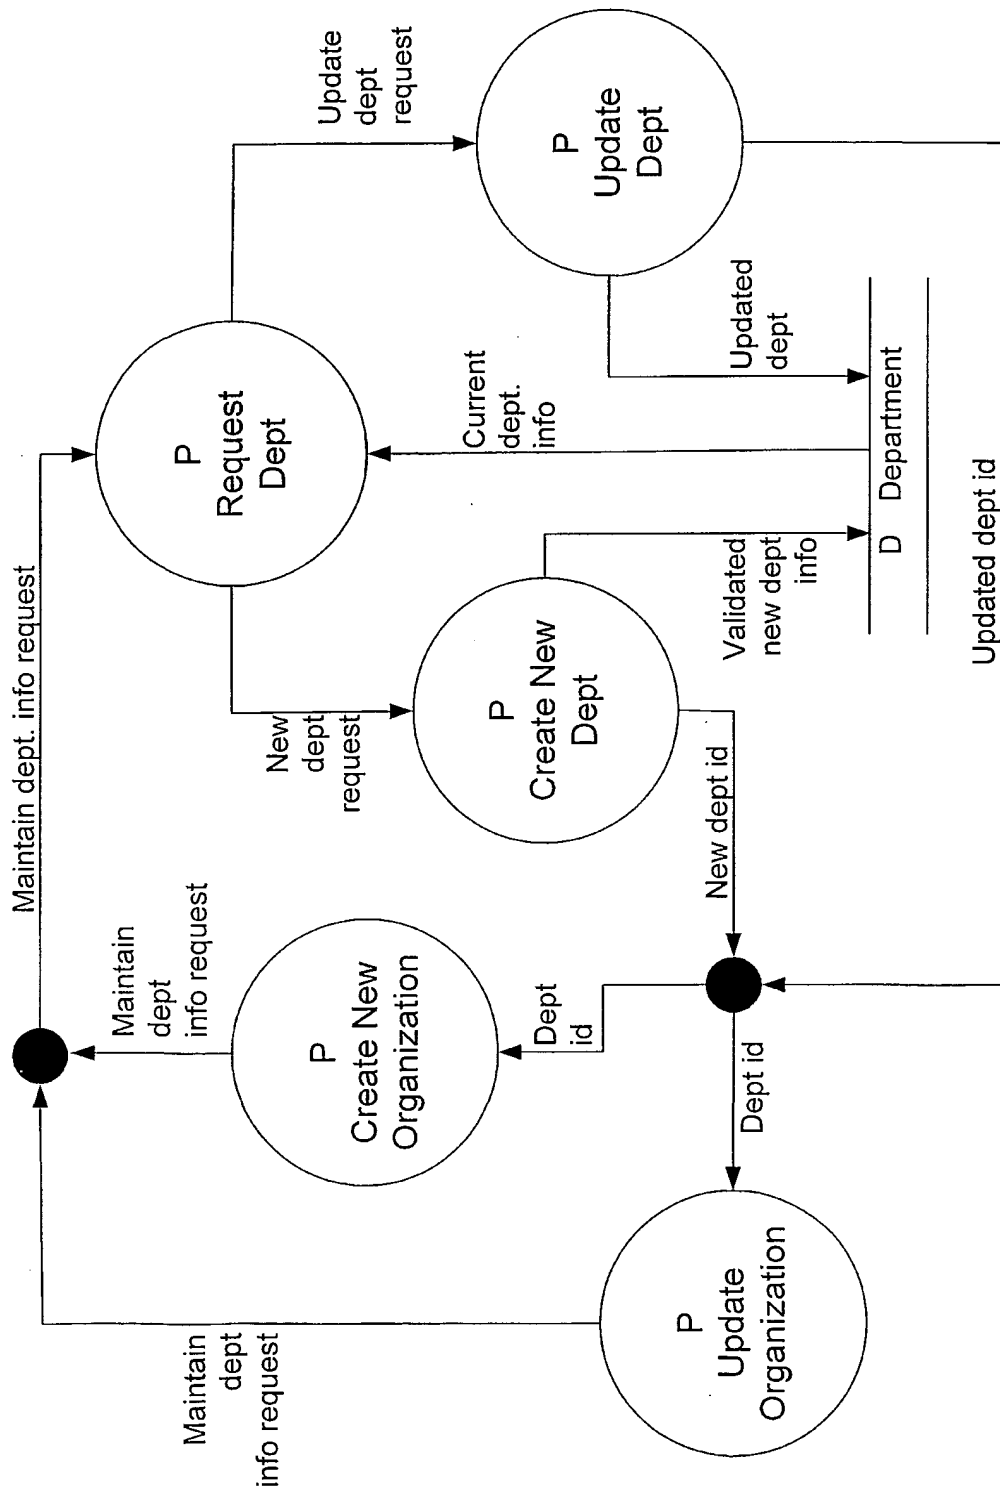 Maintain
dept
info request
Maintain dept. info request
Maintain
dept
info request
P
Update
Organization
P
Create New
Organization
Dept
id
Dept id
New dept id
New
dept
request
P
Create New
Dept
Validated
new dept
info
P
Request
Dept
Current
dept.
info
Update
dept
request
P
Update
Dept
Updated
dept
D Department
Updated dept id